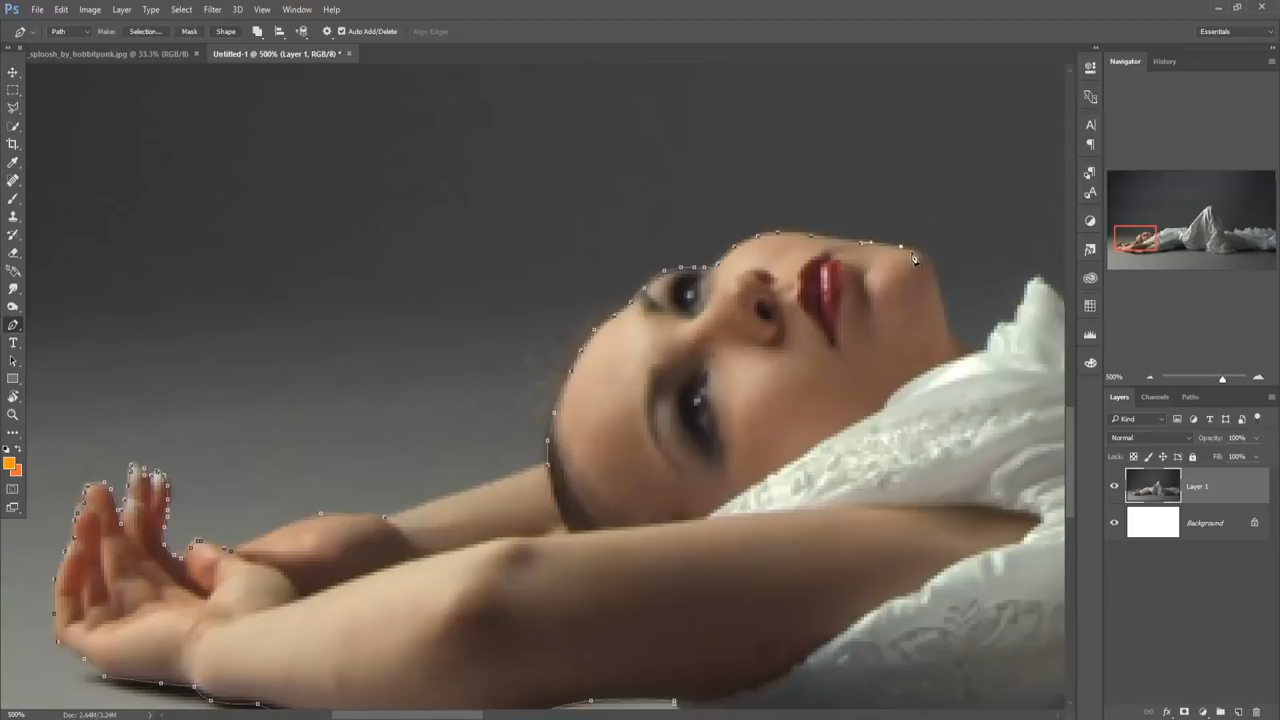 Ps File Edit Image Layer Type Select Filter 3D View Window Help
Path Make: Selection... Mask Shape Auto Add/Delete Align Edges Essentials
_sploosh_by_hobbitpunk.jpg @ 33.3% (RGB/8) × Untitled-1 @ 500% (Layer 1, RGB/8) * ×
Navigator History
500%
Layers Channels Paths
Kind
Normal Opacity: 100%
Lock: Fill: 100%
Layer 1
Background
500% Doc: 2.64M/3.24M